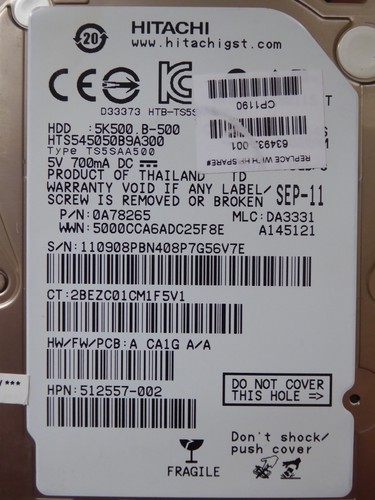 20
HITACHI
www.hitachigst.com
D33373 HTB-TS5S
HDD :5K500.B-500
HTS545050B9A300
Type TS5SAA500
5V 700mA DC
PRODUCT OF THAILAND TD
WARRANTY VOID IF ANY LABEL/
SCREW IS REMOVED OR BROKEN
SEP-11
P/N:0A78265 MLC:DA3331
WWN:5000CCA6ADC25F8E A145121
S/N:110908PBN408P7G56V7E
CT:2BEZC01CM1F5V1
HW/FW/PCB:A CA1G A/A
HPN:512557-002
DO NOT COVER
THIS HOLE =>
Don't shock/
push cover
FRAGILE
REPLACE WITH HP SPARE#
001